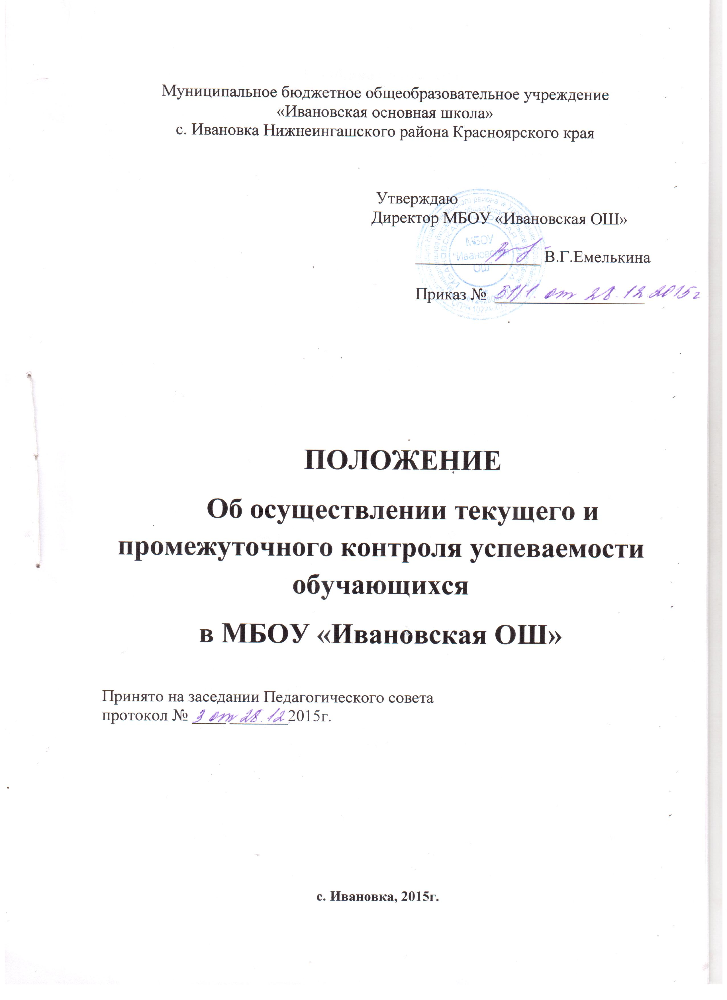 Муниципальное бюджетное общеобразовательное учреждение
«Ивановская основная школа»
с. Ивановка Нижнеингашского района Красноярского края
Утверждаю
Директор МБОУ «Ивановская ОШ»
МБОУ
"Ивановская
ОШ"
В.Г.Емелькина
Приказ № 51/1. от 28.12.2015г
ПОЛОЖЕНИЕ
Об осуществлении текущего и
промежуточного контроля успеваемости
обучающихся
в МБОУ «Ивановская ОШ»
Принято на заседании Педагогического совета
протокол № 3 от 28.12 2015г.
с. Ивановка, 2015г.